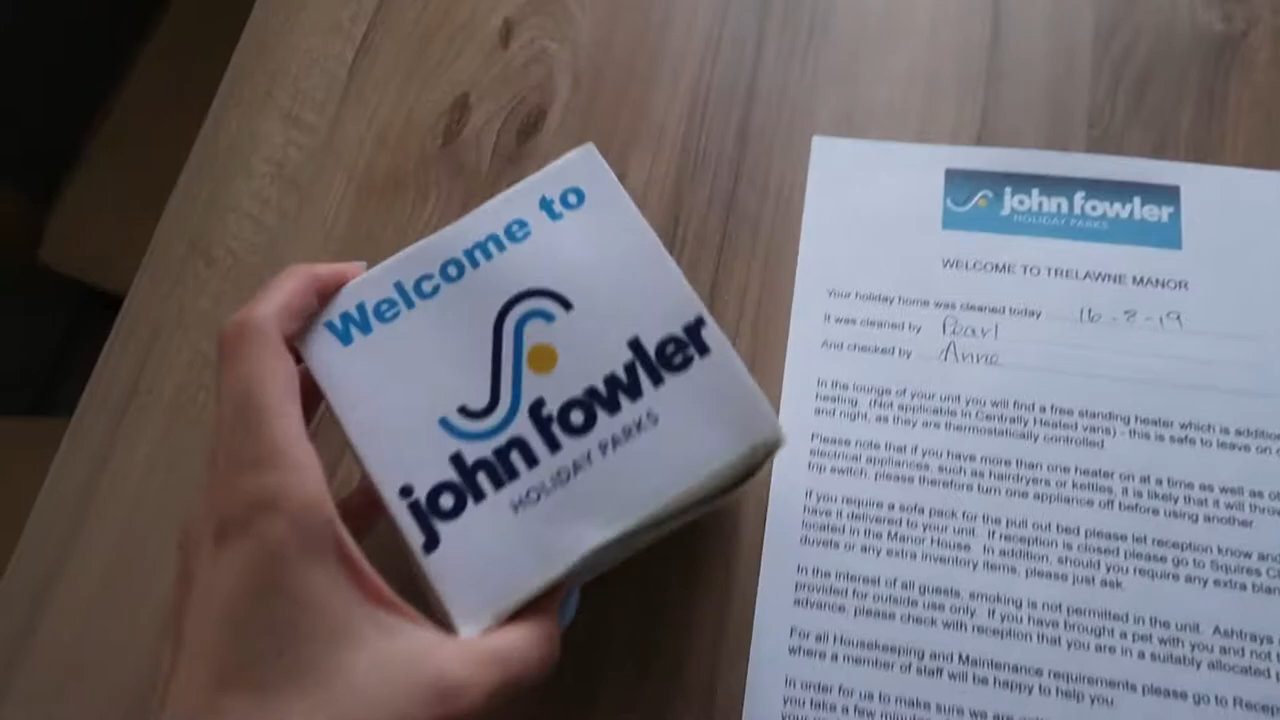 Welcome to
john fowler
HOLIDAY PARKS
john fowler
HOLIDAY PARKS
WELCOME TO TRELAWNE MANOR
Your holiday home was cleaned today 16-8-19
It was cleaned by Pearl
And checked by Anne
In the lounge of your unit you will find a free standing heater which is
heating. (Not applicable in Centrally Heated vans) - this is safe to leave on
and night, as they are thermostatically controlled.
Please note that if you have more than one heater on at a time as well as
electrical appliances, such as hairdryers or kettles, it is likely that it will
trip switch, please therefore turn one appliance off before using another.
If you require a sofa pack for the pull out bed please let reception know
have it delivered to your unit. If reception is closed please go to Squires
located in the Manor House. In addition, should you require any extra
duvets or any extra inventory items, please just ask.
In the interest of all guests, smoking is not permitted in the unit. Ashtrays
provided for outside use only. If you have brought a pet with you and not
advance, please check with reception that you are in a suitably allocated
For all Housekeeping and Maintenance requirements please go to
where a member of staff will be happy to help you.
In order for us to make sure we are
you take a few minutes